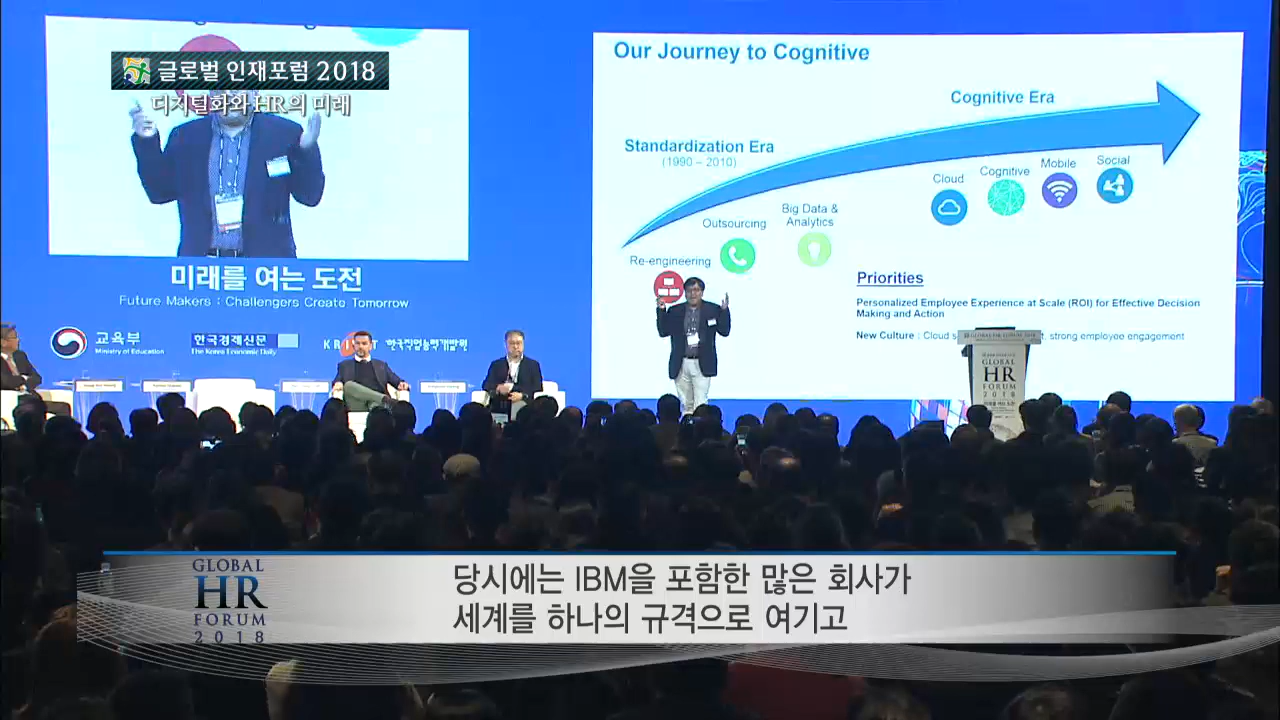 글로벌 인재포럼 2018
디지털화와 HR의 미래
미래를 여는 도전
Future Makers : Challengers Create Tomorrow
교육부
Ministry of Education
한국경제신문
The Korea Economic Daily
한국직업능력개발원
Our Journey to Cognitive
Cognitive Era
Standardization Era
(1990 – 2010)
Cloud
Cognitive
Mobile
Social
Outsourcing
Big Data &
Analytics
Re-engineering
Priorities
Personalized Employee Experience at Scale (ROI) for Effective Decision
Making and Action
New Culture : Cloud strong employee engagement
GLOBAL
HR
FORUM
2018
GLOBAL
HR
FORUM
2018
당시에는 IBM을 포함한 많은 회사가
세계를 하나의 규격으로 여기고